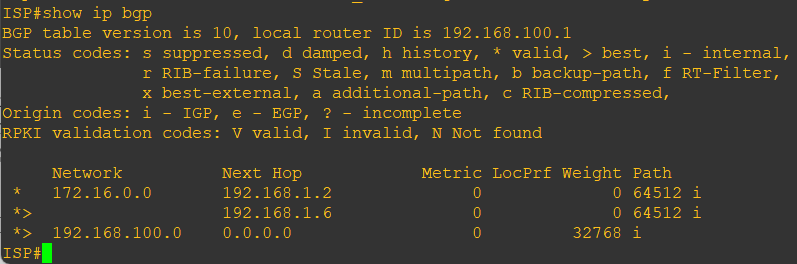 ISP#show ip bgp
BGP table version is 10, local router ID is 192.168.100.1
Status codes: s suppressed, d damped, h history, * valid, > best, i - internal,
              r RIB-failure, S Stale, m multipath, b backup-path, f RT-Filter,
              x best-external, a additional-path, c RIB-compressed,
Origin codes: i - IGP, e - EGP, ? - incomplete
RPKI validation codes: V valid, I invalid, N Not found
     Network          Next Hop            Metric LocPrf Weight Path
 *   172.16.0.0       192.168.1.2              0             0 64512 i
 *>                   192.168.1.6              0             0 64512 i
 *>  192.168.100.0    0.0.0.0                  0         32768 i
ISP#